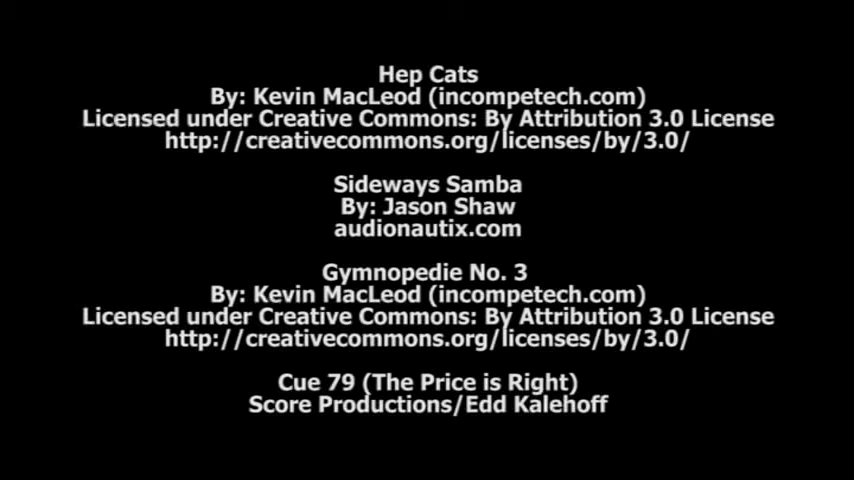 Hep Cats
By: Kevin MacLeod (incompetech.com)
Licensed under Creative Commons: By Attribution 3.0 License
http://creativecommons.org/licenses/by/3.0/
Sideways Samba
By: Jason Shaw
audionautix.com
Gymnopedie No. 3
By: Kevin MacLeod (incompetech.com)
Licensed under Creative Commons: By Attribution 3.0 License
http://creativecommons.org/licenses/by/3.0/
Cue 79 (The Price is Right)
Score Productions/Edd Kalehoff